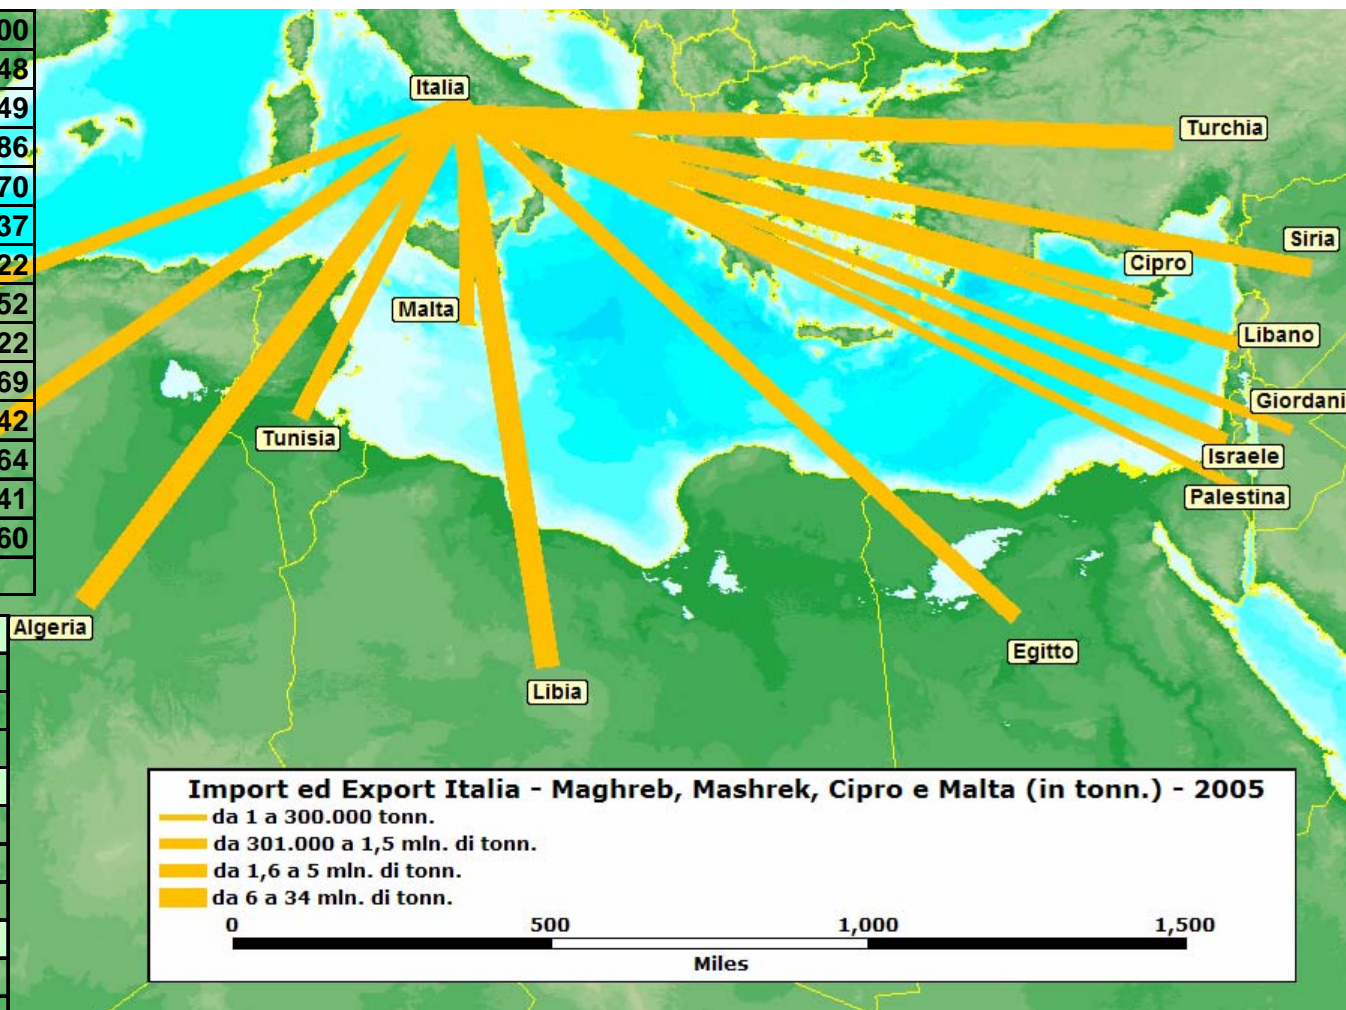 00
48
49
86
70
37
22
52
22
69
42
64
41
60
Italia
Turchia
Siria
Cipro
Malta
Libano
Giordani
Tunisia
Israele
Palestina
Algeria
Egitto
Libia
Import ed Export Italia - Maghreb, Mashrek, Cipro e Malta (in tonn.) - 2005
da 1 a 300.000 tonn.
da 301.000 a 1,5 mln. di tonn.
da 1,6 a 5 mln. di tonn.
da 6 a 34 mln. di tonn.
0 500 1,000 1,500
Miles